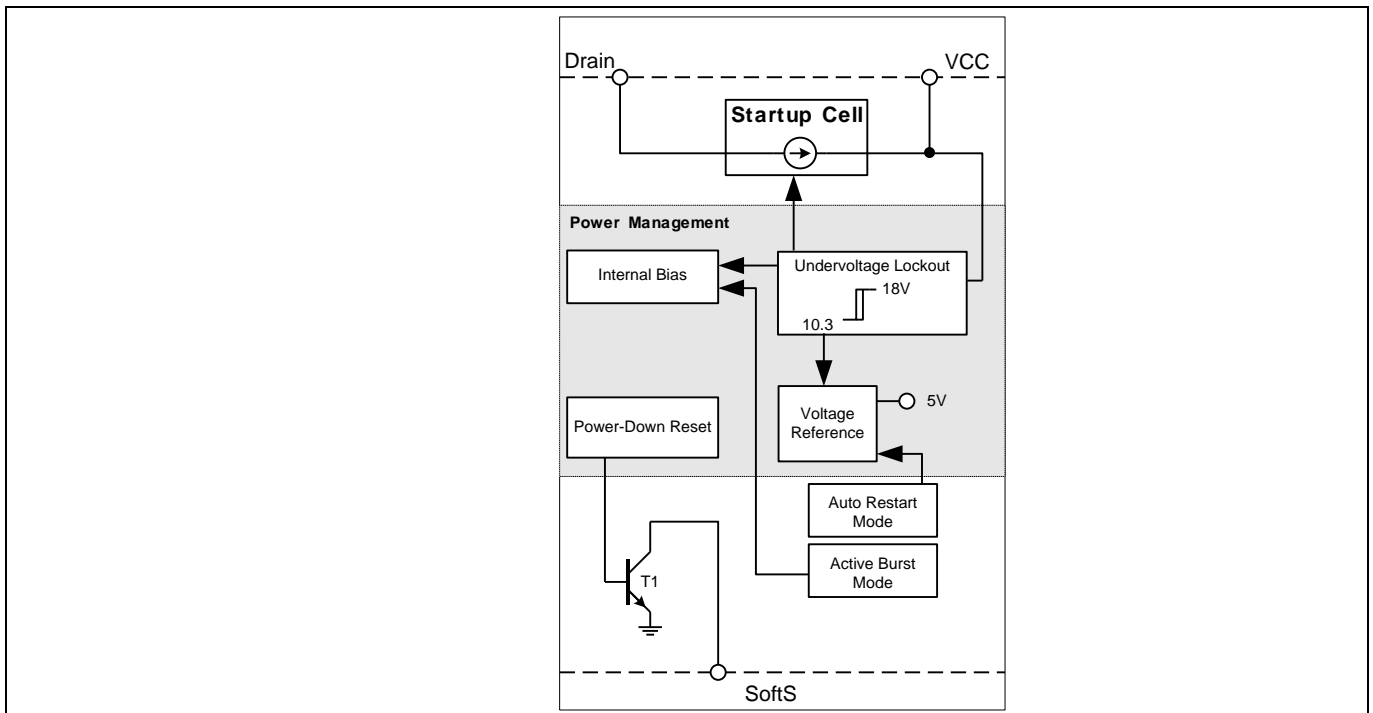 Drain
VCC
Startup Cell
Power Management
Internal Bias
Undervoltage Lockout
18V
10.3
Power-Down Reset
Voltage
Reference
5V
Auto Restart
Mode
Active Burst
Mode
T1
SoftS